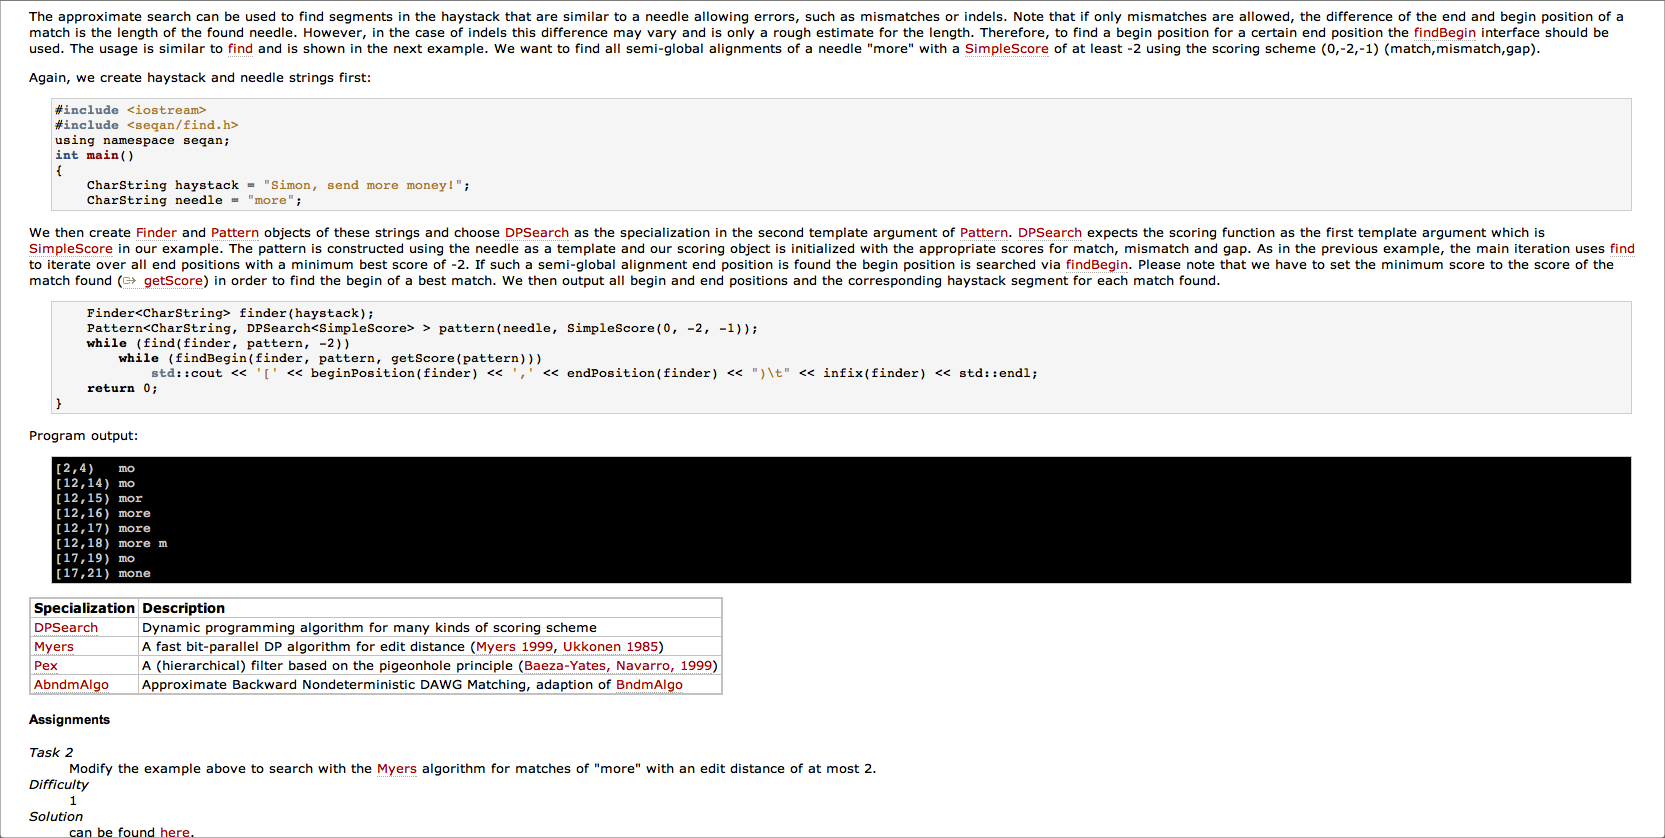 The approximate search can be used to find segments in the haystack that are similar to a needle allowing errors, such as mismatches or indels. Note that if only mismatches are allowed, the difference of the end and begin position of a
match is the length of the found needle. However, in the case of indels this difference may vary and is only a rough estimate for the length. Therefore, to find a begin position for a certain end position the findBegin interface should be
used. The usage is similar to find and is shown in the next example. We want to find all semi-global alignments of a needle "more" with a SimpleScore of at least -2 using the scoring scheme (0,-2,-1) (match,mismatch,gap).
Again, we create haystack and needle strings first:
#include <iostream>
#include <seqan/find.h>
using namespace seqan;
int main()
{
    CharString haystack = "Simon, send more money!";
    CharString needle = "more";
We then create Finder and Pattern objects of these strings and choose DPSearch as the specialization in the second template argument of Pattern. DPSearch expects the scoring function as the first template argument which is
SimpleScore in our example. The pattern is constructed using the needle as a template and our scoring object is initialized with the appropriate scores for match, mismatch and gap. As in the previous example, the main iteration uses find
to iterate over all end positions with a minimum best score of -2. If such a semi-global alignment end position is found the begin position is searched via findBegin. Please note that we have to set the minimum score to the score of the
match found (⇨ getScore) in order to find the begin of a best match. We then output all begin and end positions and the corresponding haystack segment for each match found.
    Finder<CharString> finder(haystack);
    Pattern<CharString, DPSearch<SimpleScore> > pattern(needle, SimpleScore(0, -2, -1));
    while (find(finder, pattern, -2))
        while (findBegin(finder, pattern, getScore(pattern)))
            std::cout << '[' << beginPosition(finder) << ',' << endPosition(finder) << ")\t" << infix(finder) << std::endl;
    return 0;
}
Program output:
[2,4)   mo
[12,14) mo
[12,15) mor
[12,16) more
[12,17) more
[12,18) more m
[17,19) mo
[17,21) mone
Specialization Description
DPSearch Dynamic programming algorithm for many kinds of scoring scheme
Myers A fast bit-parallel DP algorithm for edit distance (Myers 1999, Ukkonen 1985)
Pex A (hierarchical) filter based on the pigeonhole principle (Baeza-Yates, Navarro, 1999)
AbndmAlgo Approximate Backward Nondeterministic DAWG Matching, adaption of BndmAlgo
Assignments
Task 2
Modify the example above to search with the Myers algorithm for matches of "more" with an edit distance of at most 2.
Difficulty
1
Solution
can be found here.